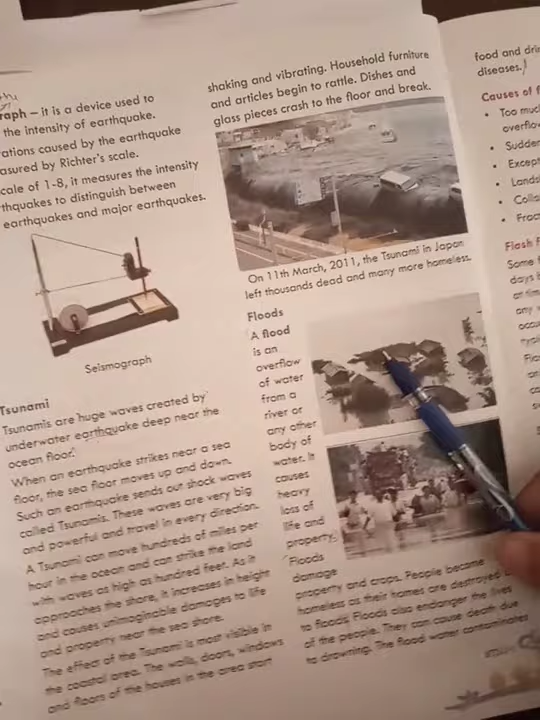 raph – it is a device used to
the intensity of earthquake.
ations caused by the earthquake
asured by Richter's scale.
cale of 1-8, it measures the intensity
thquakes to distinguish between
earthquakes and major earthquakes.
Seismograph
Tsunami
Tsunamis are huge waves created by
underwater earthquake deep near the
ocean floor.
When an earthquake strikes near a sea
floor, the sea floor moves up and down.
Such an earthquake sends out shock waves
called Tsunamis. These waves are very big
and powerful and travel in every direction.
A Tsunami can move hundreds of miles per
hour in the ocean and can strike the land
with waves as high as hundred feet. As it
approaches the shore, it increases in height
and causes unimaginable damages to life
and property near the sea shore.
The effect of the Tsunami is most visible in
the coastal area. The walls, doors, windows
and floors of the houses in the area start
shaking and vibrating. Household furniture
and articles begin to rattle. Dishes and
glass pieces crash to the floor and break.
On 11th March, 2011, the Tsunami in Japan
left thousands dead and many more homeless.
Floods
A flood
is an
overflow
of water
from a
river or
any other
body of
water. It
causes
heavy
loss of
life and
property.
Floods
damage
property and crops. People become
homeless as their homes are destroyed
to floods. Floods also endanger the lives
of the people. They can cause death due
to drowning. The flood water contaminates
food and drin
diseases.
Causes of f
• Too muc
overflo
• Sudde
• Except
• Lands
• Colla
• Frac
Flash F
Some f
days